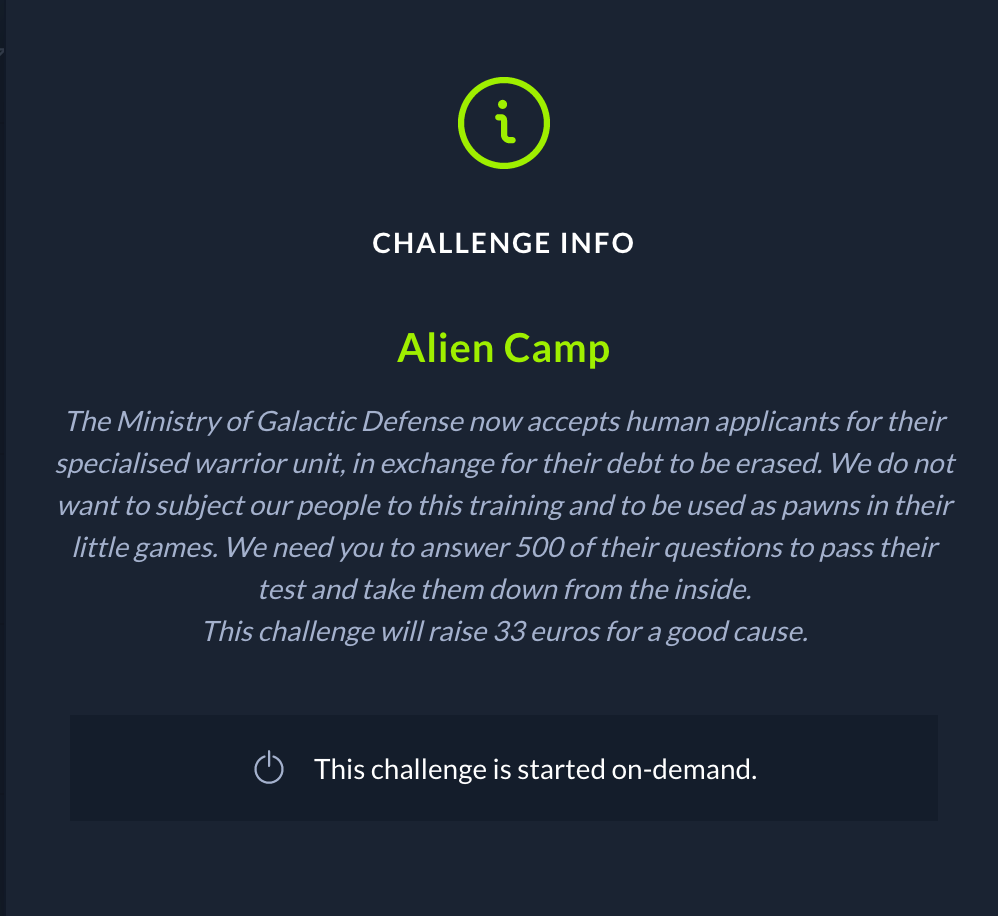 CHALLENGE INFO
Alien Camp
The Ministry of Galactic Defense now accepts human applicants for their
specialised warrior unit, in exchange for their debt to be erased. We do not
want to subject our people to this training and to be used as pawns in their
little games. We need you to answer 500 of their questions to pass their
test and take them down from the inside.
This challenge will raise 33 euros for a good cause.
This challenge is started on-demand.